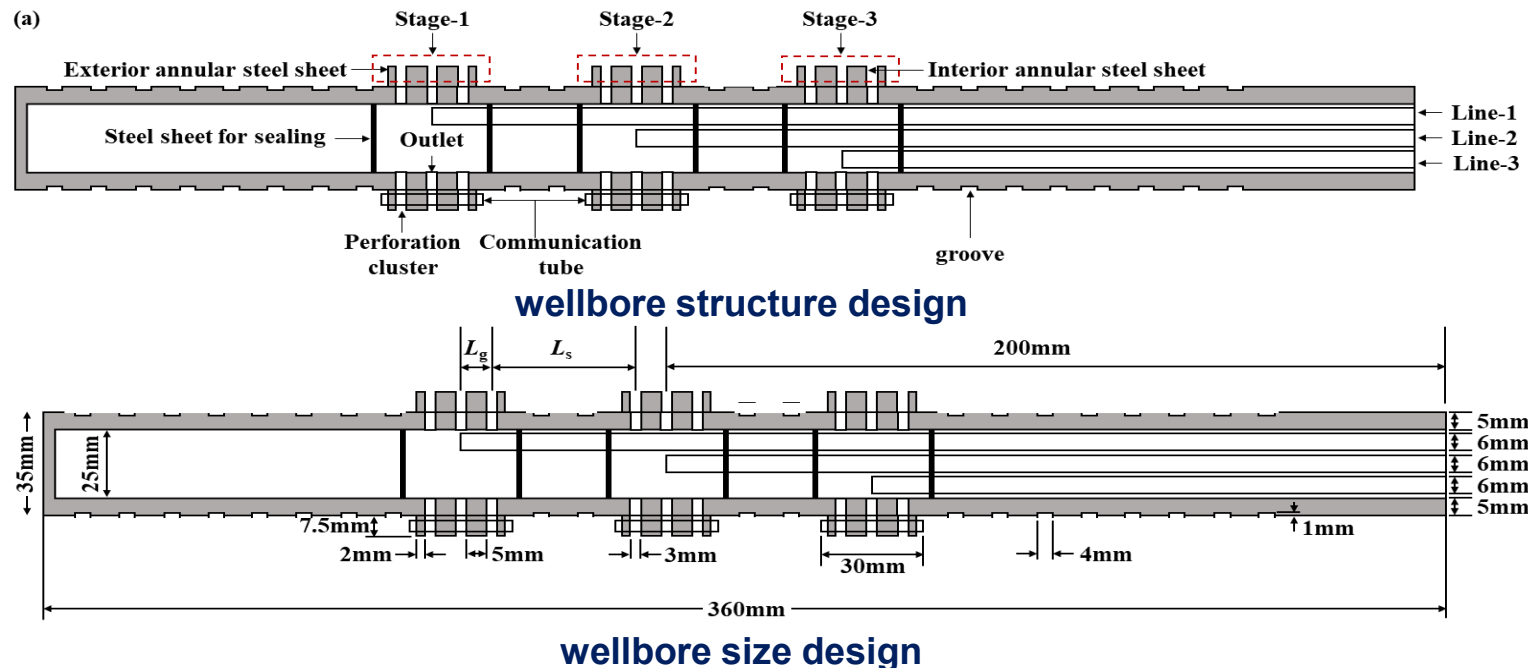 (a)
Stage-1
Stage-2
Stage-3
Exterior annular steel sheet
Interior annular steel sheet
Steel sheet for sealing
Outlet
Line-1
Line-2
Line-3
Perforation
cluster
Communication
tube
groove
wellbore structure design
Lg
Ls
200mm
35mm
25mm
5mm
6mm
6mm
6mm
5mm
7.5mm
1mm
2mm
5mm
3mm
30mm
4mm
360mm
wellbore size design